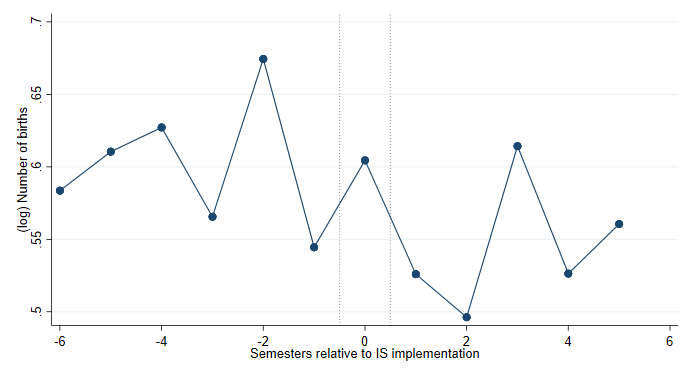 (log) Number of births
.7
.65
.6
.55
.5
-6 -4 -2 0 2 4 6
Semesters relative to IS implementation